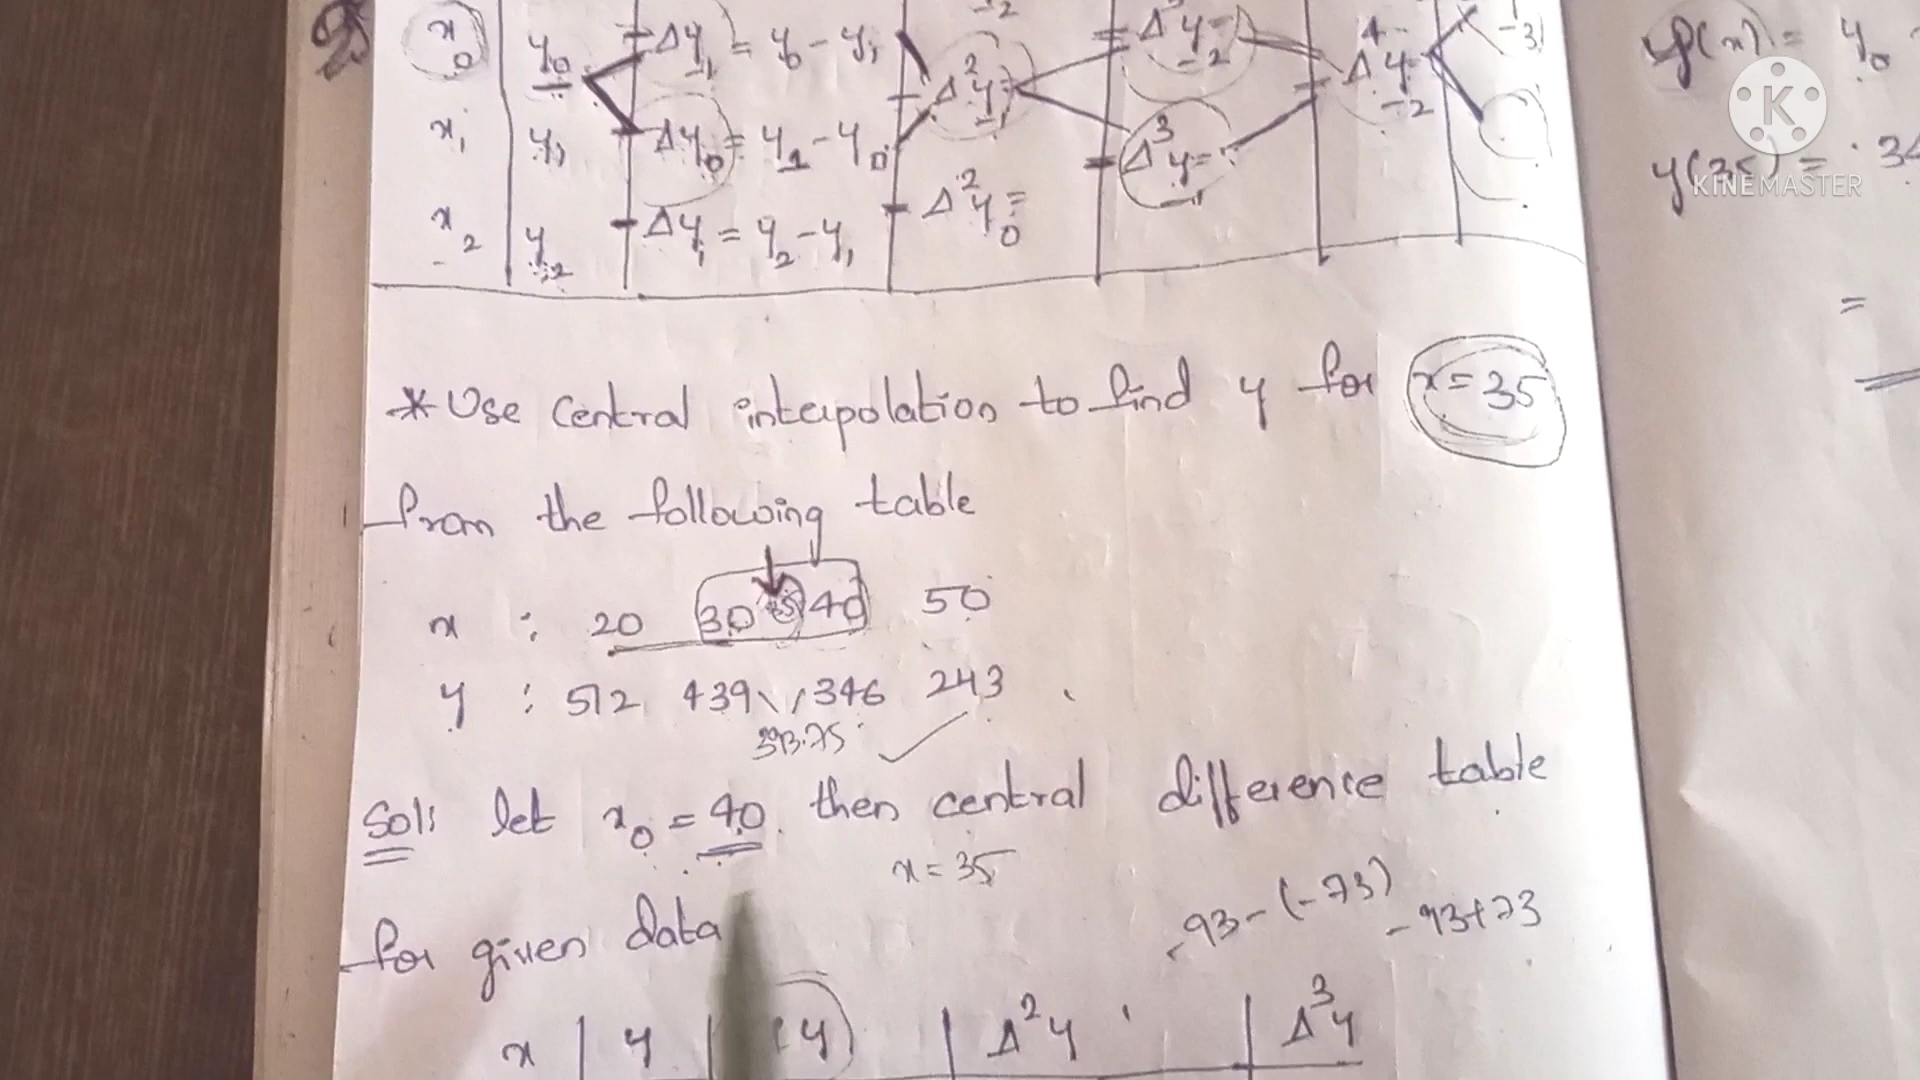 x0 y0 Δy-1 = y0 - y-1 Δ²y-1 Δ³y-2 = Δ⁴y-2
x1 y1 Δy0 = y1 - y0 Δ³y-1 =
x2 y2 Δy1 = y2 - y1 Δ²y0 =
y(35) =
K
KINEMASTER
* Use Central interpolation to find y for x = 35
from the following table
x : 20 30 35 40 50
y : 512 439 346 243
393.75
Sol: let x0 = 40. then central difference table
x = 35
for given data
-93-(-73) -93+73
x | y | y) | Δ²y | Δ³y